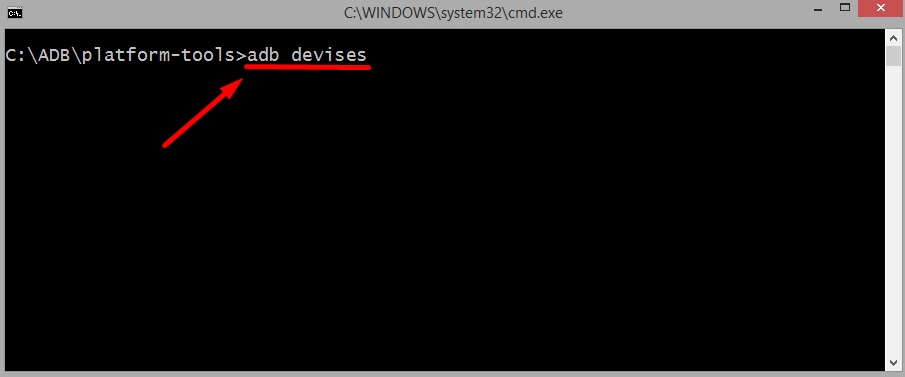 C:\WINDOWS\system32\cmd.exe
C:\ADB\platform-tools>adb devises